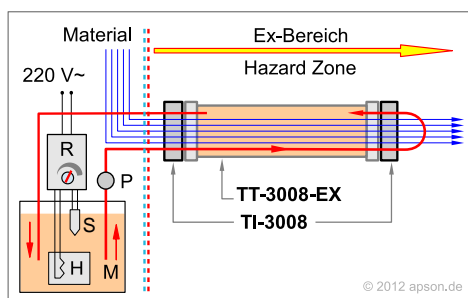 Material
Ex-Bereich
Hazard Zone
220 V~
R
P
S
H
M
TT-3008-EX
TI-3008
© 2012 apson.de